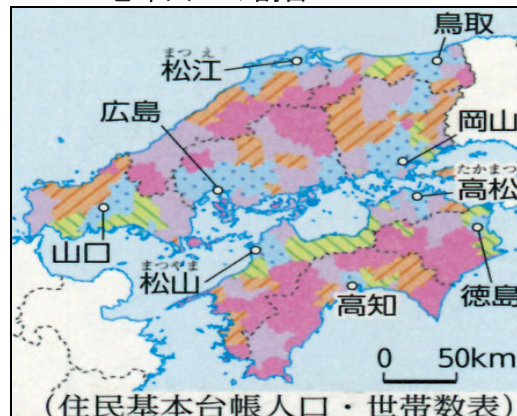 鳥取
まつえ
松江
広島
岡山
たかまつ
高松
山口
まつやま
松山
高知
徳島
0 50km
(住民基本台帳人口・世帯数表)